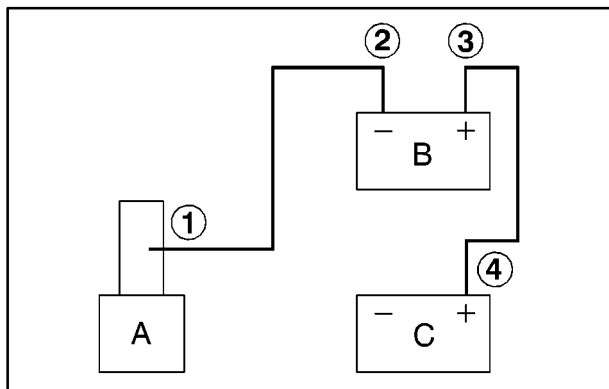 ② ③
− +
B
①
④
− +
A C